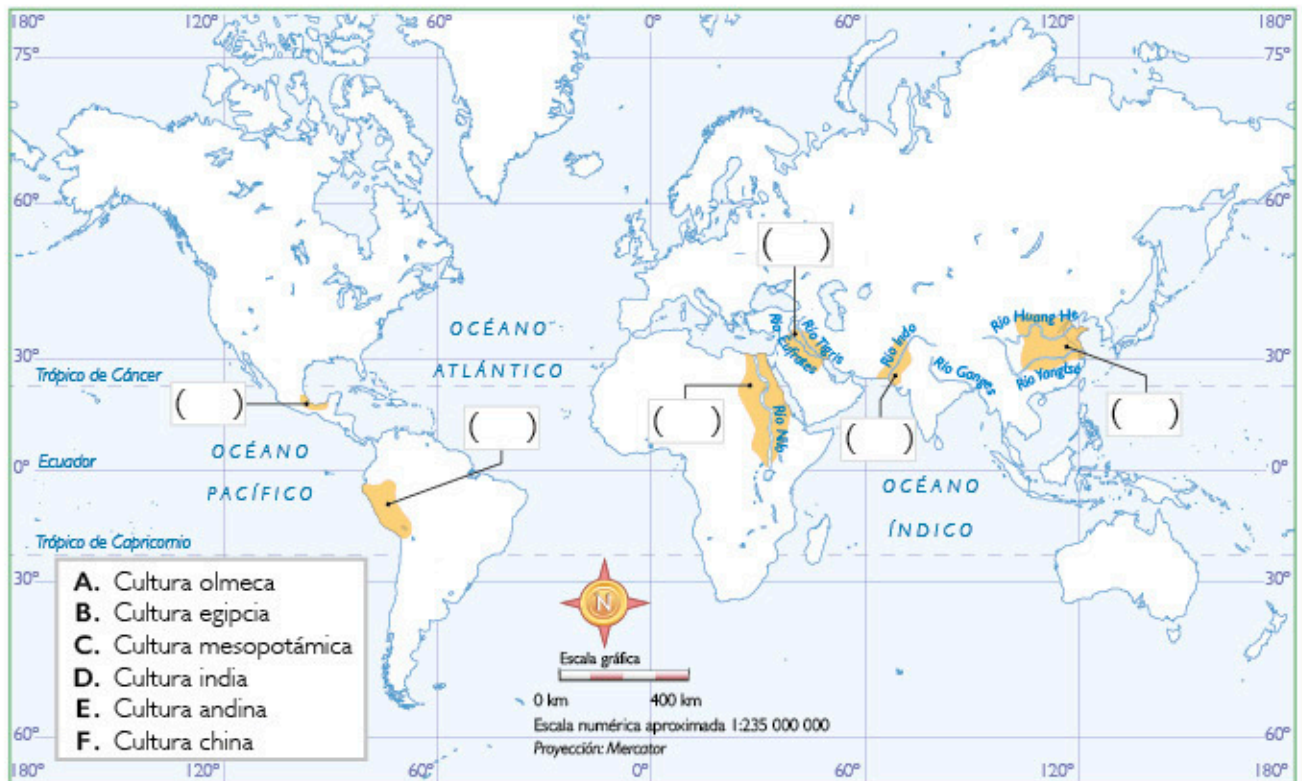 180° 120° 60° 0° 60° 120° 180°
75° 75°
60° 60°
( )
OCÉANO
ATLÁNTICO
Río Tigris
Río Eufrates
Río Indo
Río Huang He
30° 30°
Río Ganges
Río Yangtsé
Trópico de Cáncer
( )
( )
( )
Río Nilo
( )
( )
OCÉANO
PACÍFICO
Ecuador
0° 0°
OCÉANO
ÍNDICO
Trópico de Capricornio
30° 30°
A. Cultura olmeca
B. Cultura egipcia
C. Cultura mesopotámica
D. Cultura india
E. Cultura andina
F. Cultura china
N
Escala gráfica
0 km 400 km
Escala numérica aproximada 1:235 000 000
Proyección: Mercator
60° 60°
180° 120° 60° 0° 60° 120° 180°